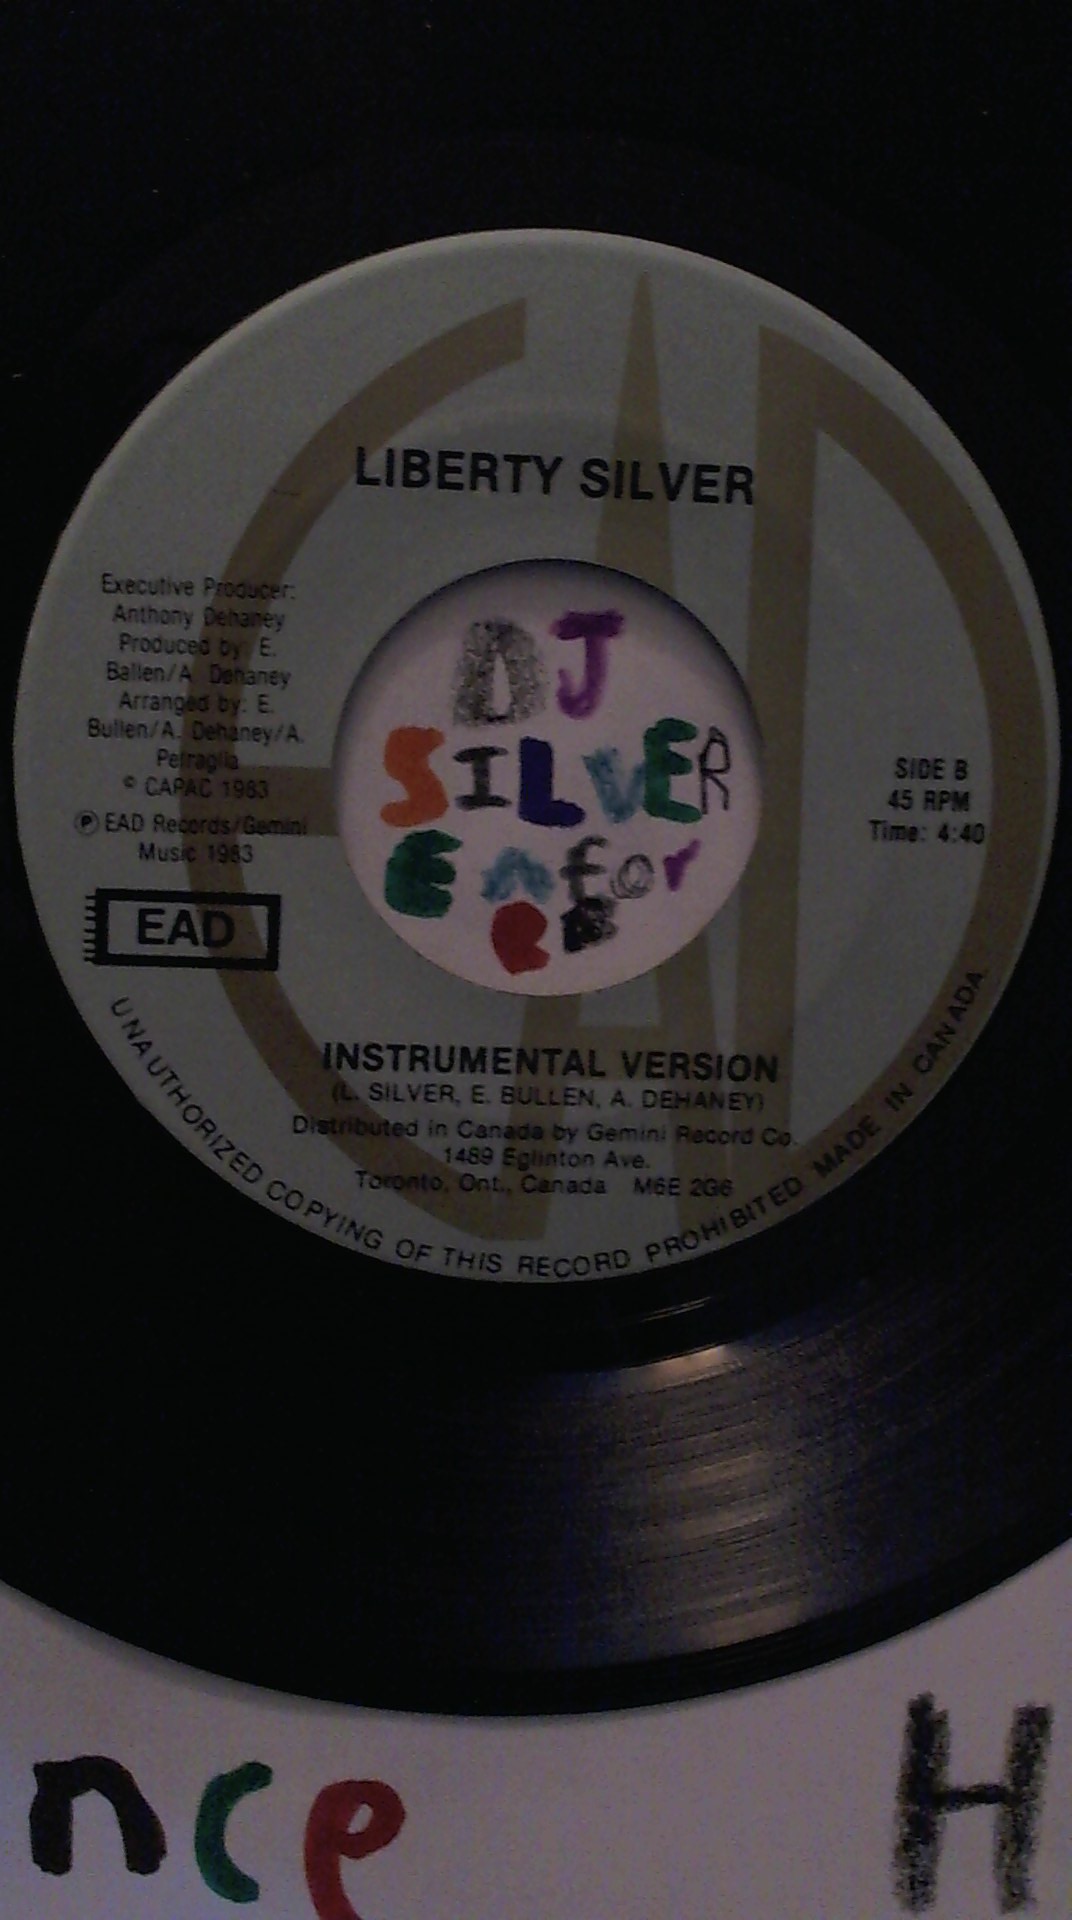 LIBERTY SILVER
Executive Producer:
Anthony Dehaney
Produced by: E.
Ballen/A. Dehaney
Arranged by: E.
Bullen/A. Dehaney/A.
Petraglia
© CAPAC 1983
Ⓟ EAD Records/Gemini
Music 1983
EAD
DJ
SILVER
Enfor
CE
SIDE B
45 RPM
Time: 4:40
INSTRUMENTAL VERSION
(L. SILVER, E. BULLEN, A. DEHANEY)
Distributed in Canada by Gemini Record Co.
1489 Eglinton Ave.
Toronto, Ont., Canada M6E 2G6
UNAUTHORIZED COPYING OF THIS RECORD PROHIBITED MADE IN CANADA.
nce H